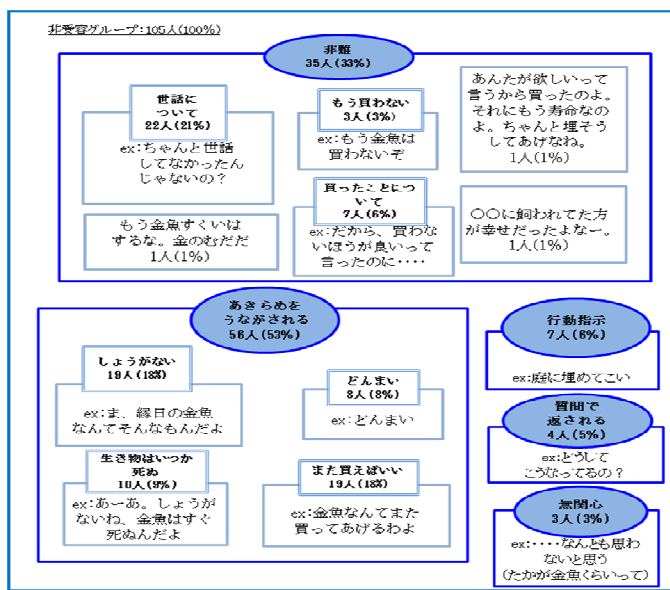 非受容グループ:105人(100%)
非難
35人(33%)
世話に
ついて
22人(21%)
ex:ちゃんと世話
してなかったん
じゃないの？
もう買わない
3人(3%)
ex:もう金魚は
買わないぞ
あんたが欲しいって
言うから買ったのよ。
それにもう寿命なの
よ。ちゃんと埋そう
してあげなね。
1人(1%)
もう金魚すくいは
するな。金のむだだ
1人(1%)
買ったことにつ
いて
7人(6%)
ex:だから、買わな
いほうが良いって
言ったのに････
〇〇に飼われてた方
が幸せだったよなー。
1人(1%)
あきらめを
うながされる
56人(53%)
しょうがない
19人(18%)
ex:ま、縁日の金魚
なんてそんなもんだよ
どんまい
8人(8%)
ex:どんまい
生き物はいつか
死ぬ
10人(9%)
ex:あーあ。しょうが
ないね、金魚はすぐ
死ぬんだよ
また買えばいい
19人(18%)
ex:金魚なんてまた
買ってあげるわよ
行動指示
7人(6%)
ex:庭に埋めてこい
質問で
返される
4人(5%)
ex:どうして
こうなってるの？
無関心
3人(3%)
ex:････なんとも思わ
ないと思う
(たかが金魚くらいって)